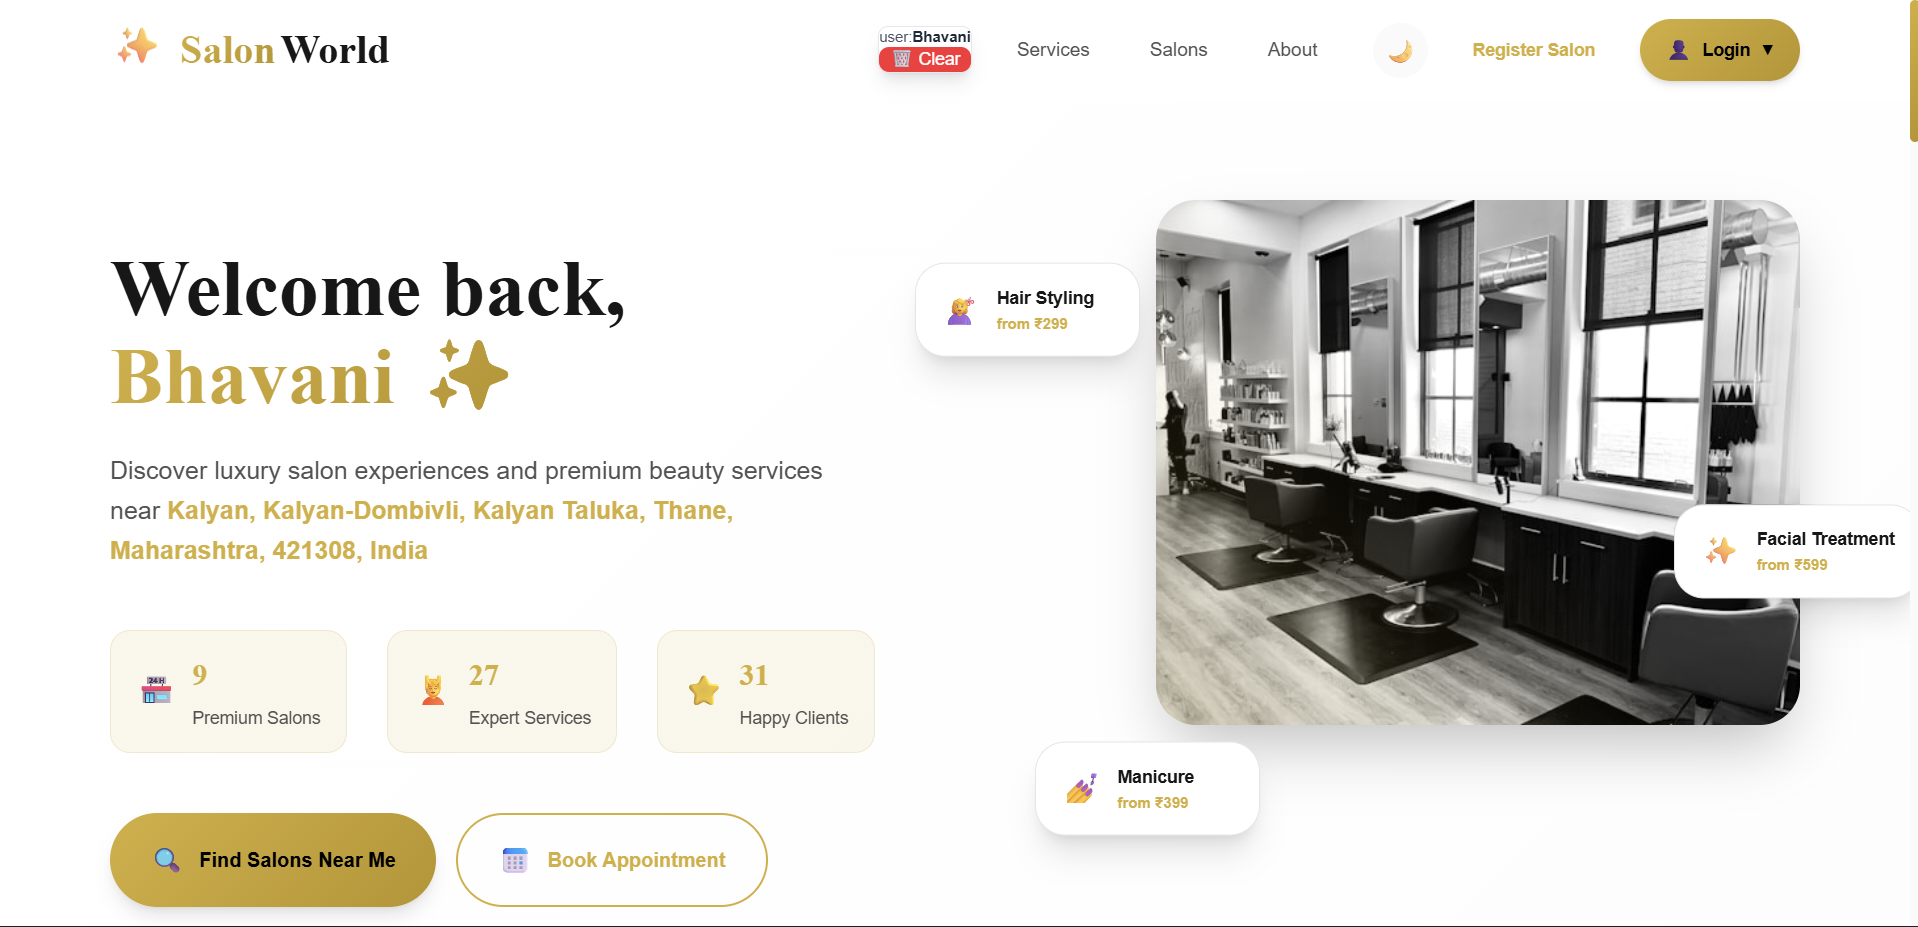 Salon World
user:Bhavani
Clear
Services
Salons
About
Register Salon
Login ▼
Welcome back,
Bhavani
Discover luxury salon experiences and premium beauty services
near Kalyan, Kalyan-Dombivli, Kalyan Taluka, Thane,
Maharashtra, 421308, India
9
Premium Salons
27
Expert Services
31
Happy Clients
Find Salons Near Me
Book Appointment
Hair Styling
from ₹299
Facial Treatment
from ₹599
Manicure
from ₹399